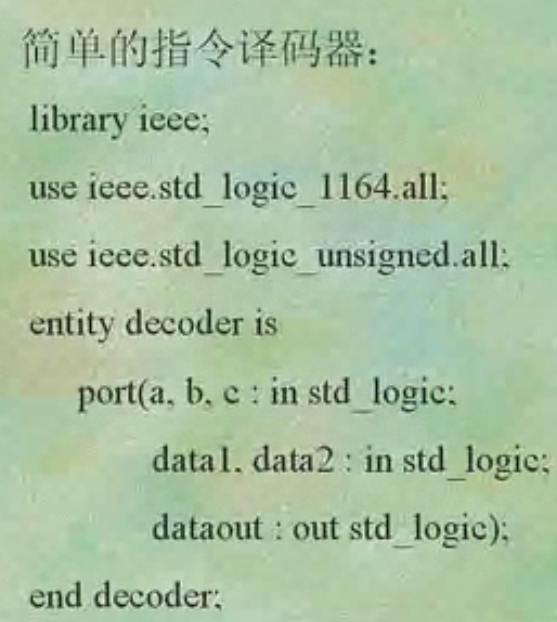 简单的指令译码器：
library ieee;
use ieee.std_logic_1164.all;
use ieee.std_logic_unsigned.all;
entity decoder is
port(a, b, c : in std_logic;
data1, data2 : in std_logic;
dataout : out std_logic);
end decoder;